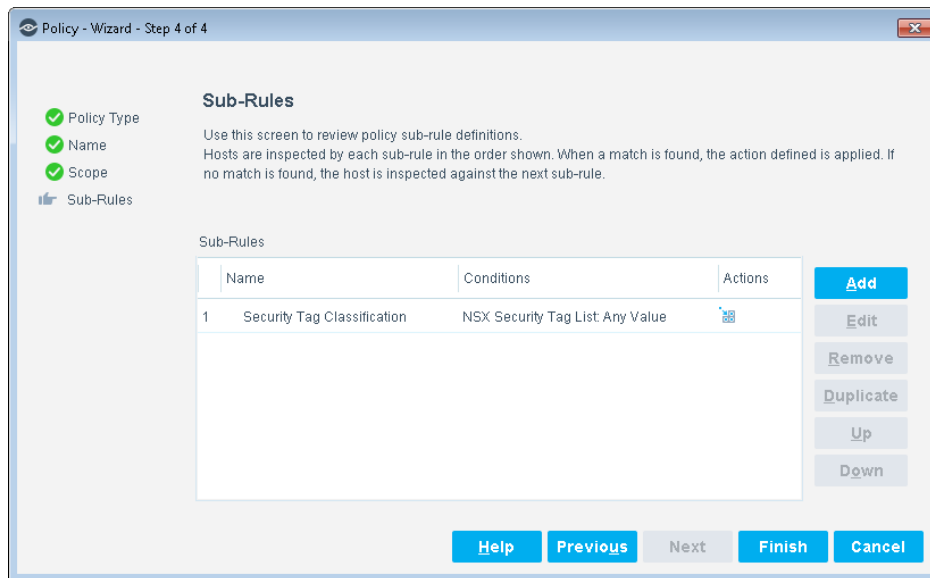 Policy - Wizard - Step 4 of 4
Policy Type
Name
Scope
Sub-Rules
Sub-Rules
Use this screen to review policy sub-rule definitions.
Hosts are inspected by each sub-rule in the order shown. When a match is found, the action defined is applied. If
no match is found, the host is inspected against the next sub-rule.
Sub-Rules
Name Conditions Actions
1 Security Tag Classification NSX Security Tag List: Any Value
Add
Edit
Remove
Duplicate
Up
Down
Help Previous Next Finish Cancel